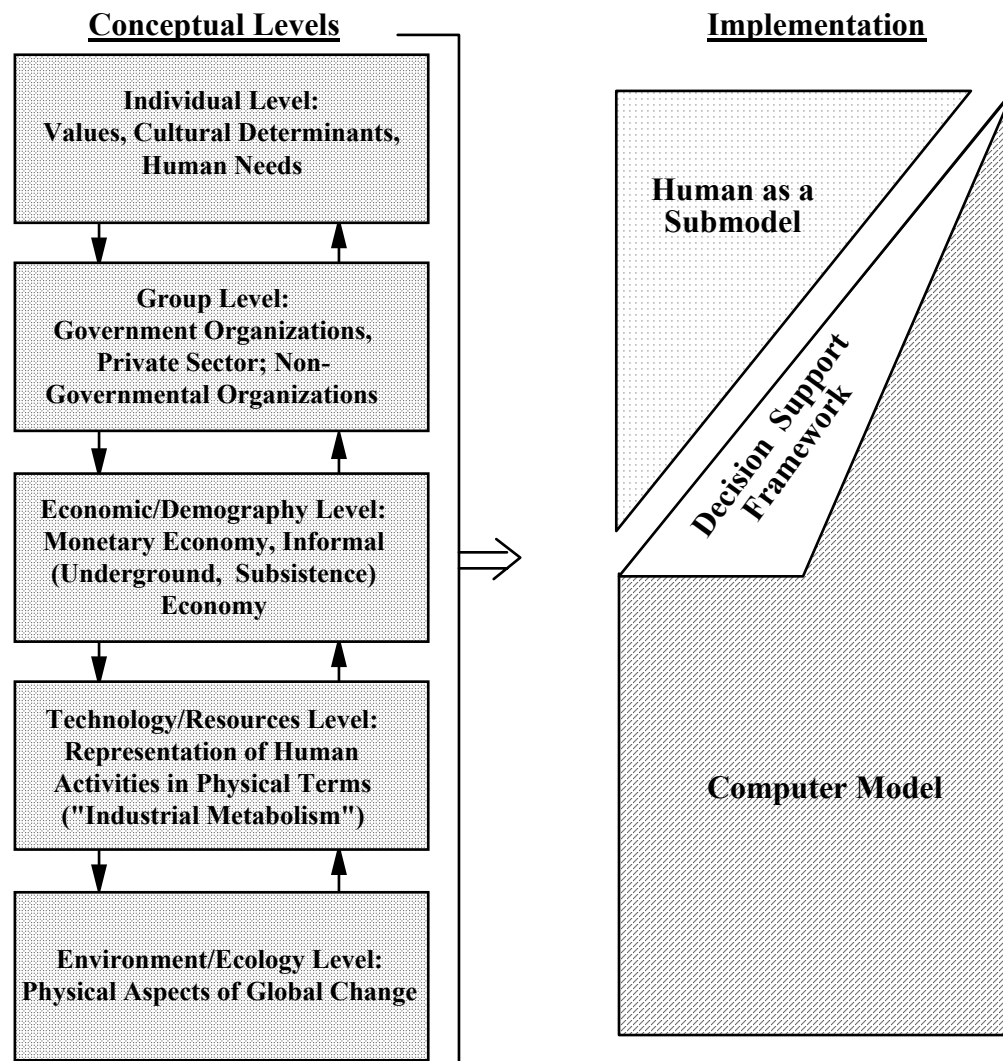 Conceptual Levels
Individual Level:
Values, Cultural Determinants,
Human Needs
Group Level:
Government Organizations,
Private Sector; Non-
Governmental Organizations
Economic/Demography Level:
Monetary Economy, Informal
(Underground, Subsistence)
Economy
Technology/Resources Level:
Representation of Human
Activities in Physical Terms
("Industrial Metabolism")
Environment/Ecology Level:
Physical Aspects of Global Change
Implementation
Human as a
Submodel
Decision Support
Framework
Computer Model